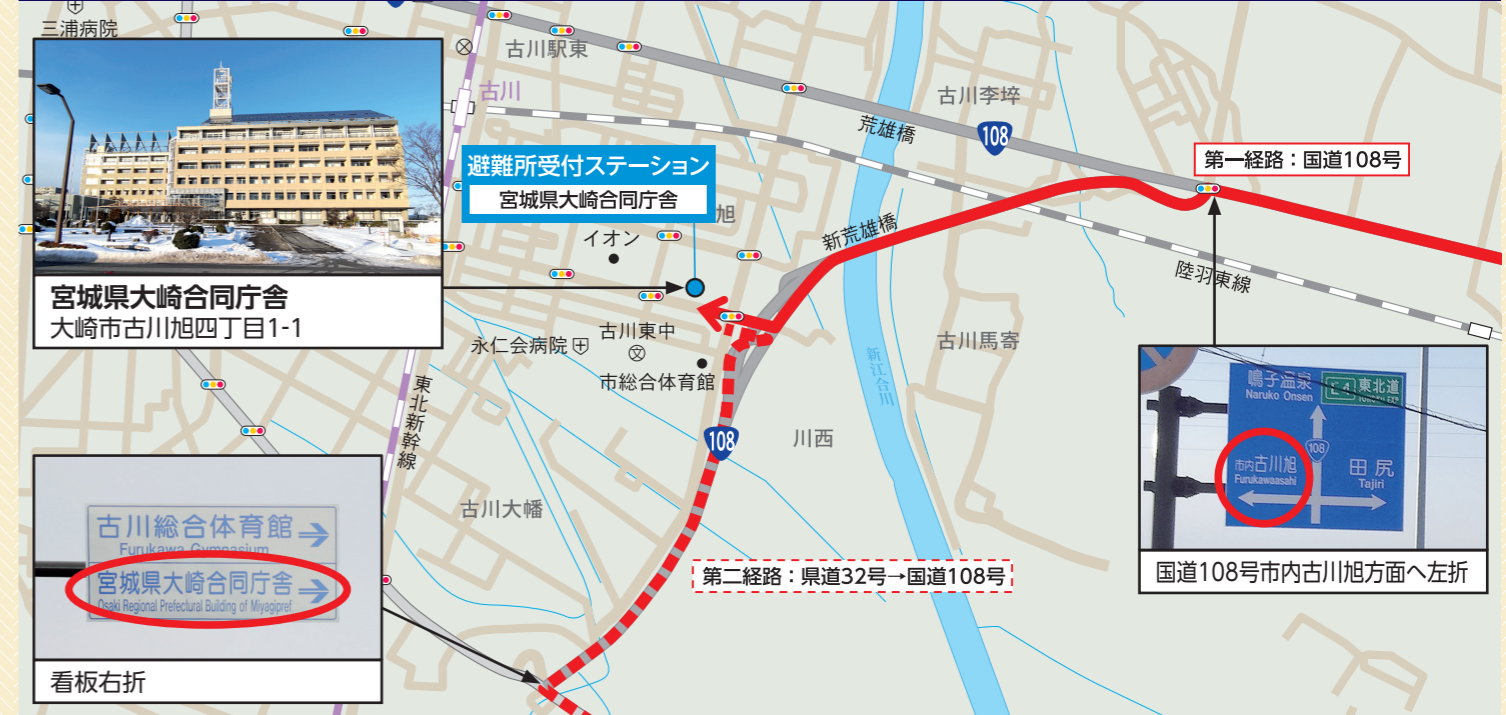 三浦病院
古川駅東
古川
古川李埣
荒雄橋
108
第一経路：国道108号
避難所受付ステーション
宮城県大崎合同庁舎
旭
イオン
新荒雄橋
陸羽東線
宮城県大崎合同庁舎
大崎市古川旭四丁目1-1
永仁会病院
古川東中
文
市総合体育館
古川馬寄
新江合川
東北新幹線
108
川西
古川大幡
第二経路：県道32号→国道108号
鳴子温泉
Naruko Onsen
E4 東北道
TOHOKU EXP
108
市内古川旭
Furukawaasahi
田尻
Tajiri
国道108号市内古川旭方面へ左折
古川総合体育館
Furukawa Gymnasium
宮城県大崎合同庁舎
Osaki Regional Prefectural Building of Miyagipref.
看板右折